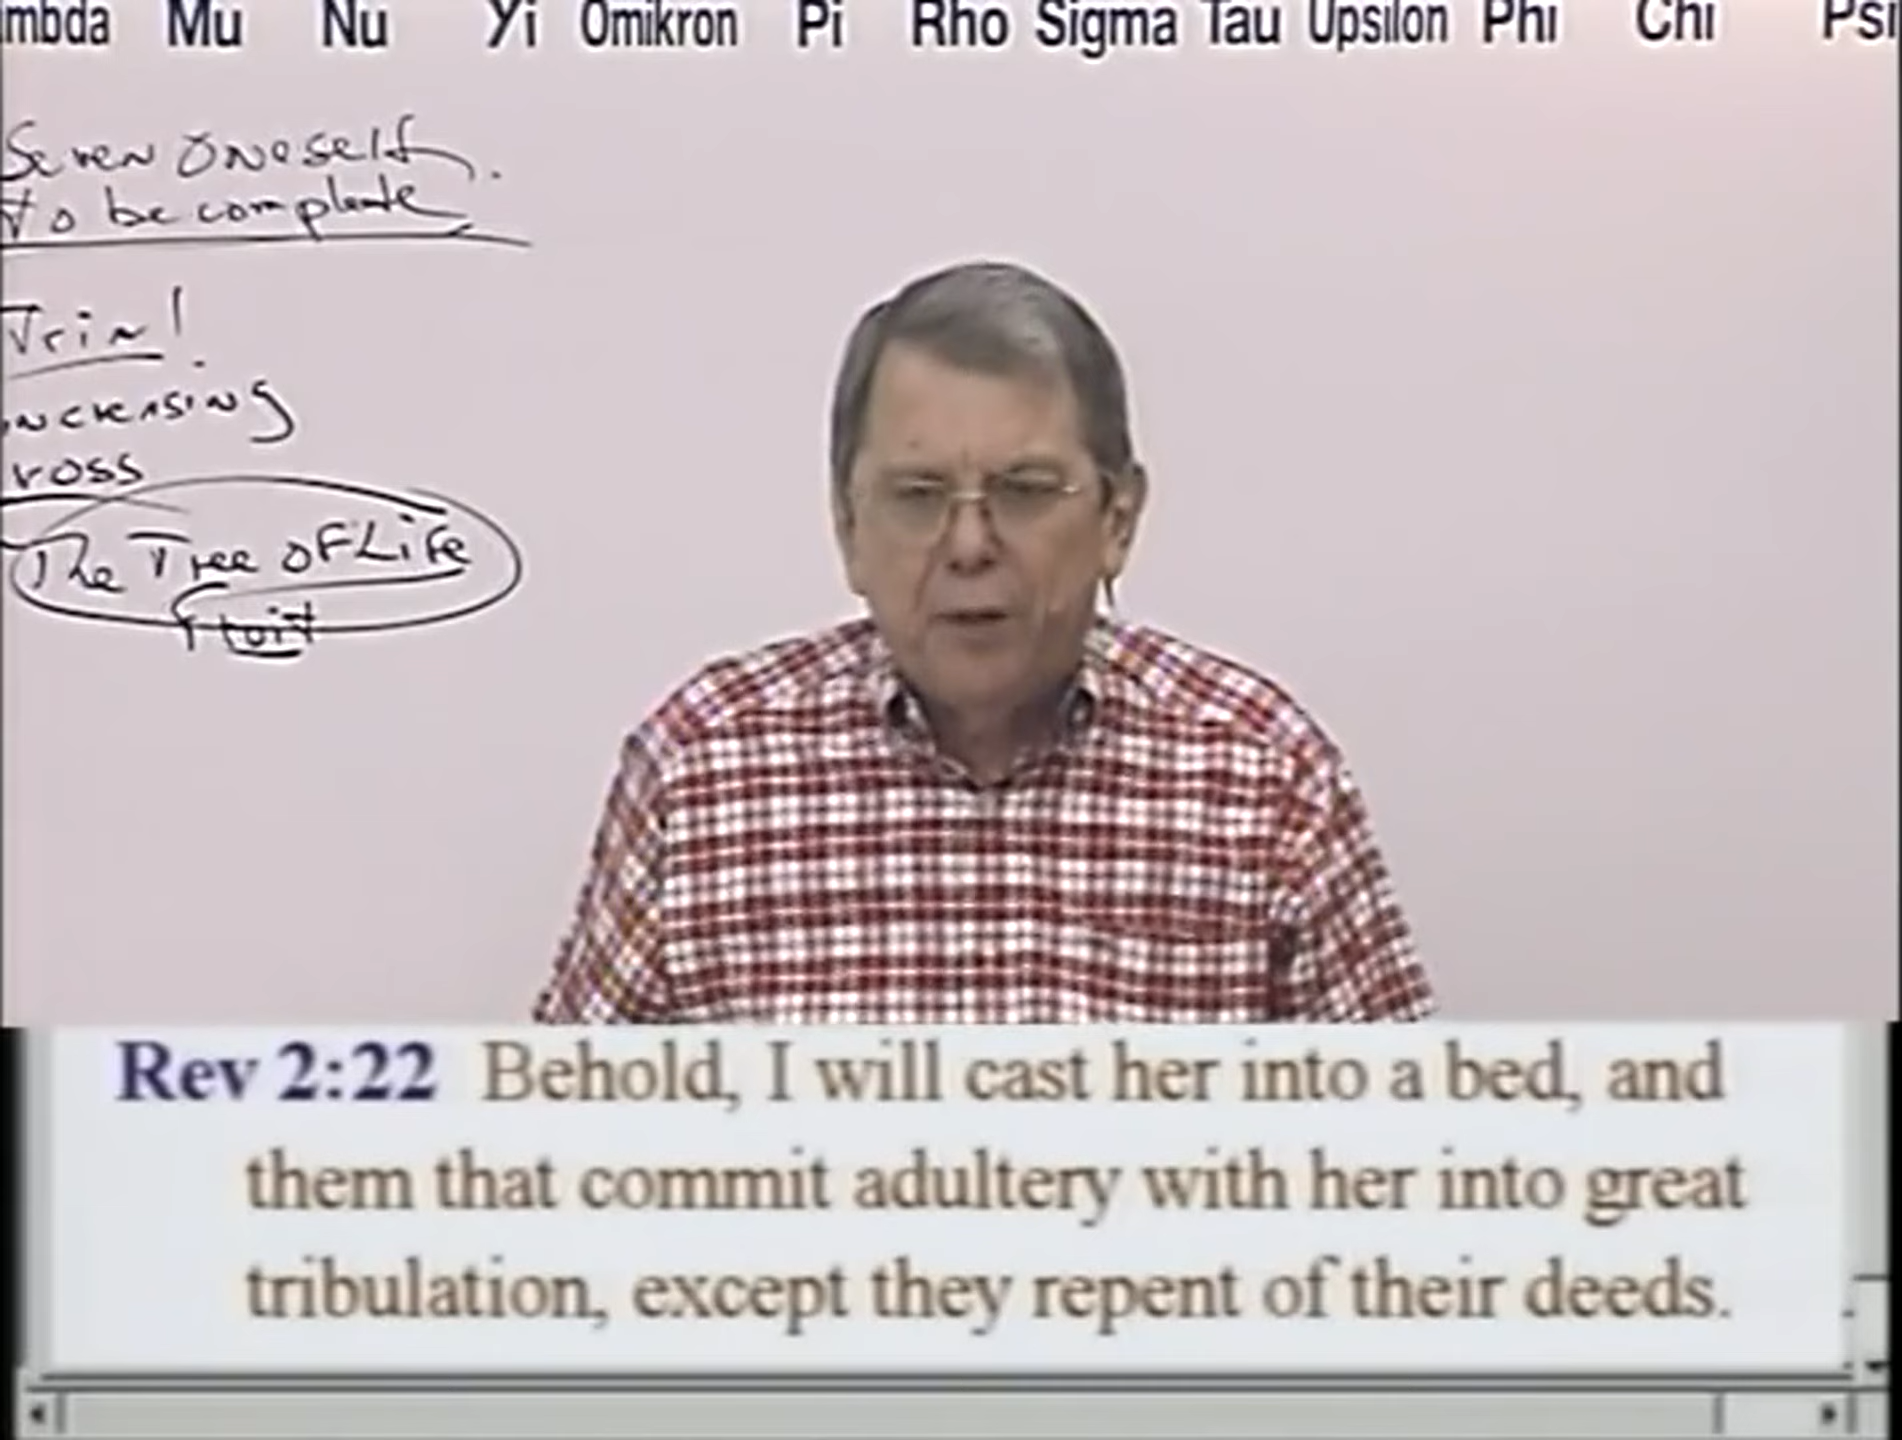 mbda Mu Nu Yi Omikron Pi Rho Sigma Tau Upsilon Phi Chi Psi
Seven Oneself.
to be complete
Trin!
ncreasing
ross
The Tree of Life
Rev 2:22 Behold, I will cast her into a bed, and
them that commit adultery with her into great
tribulation, except they repent of their deeds.